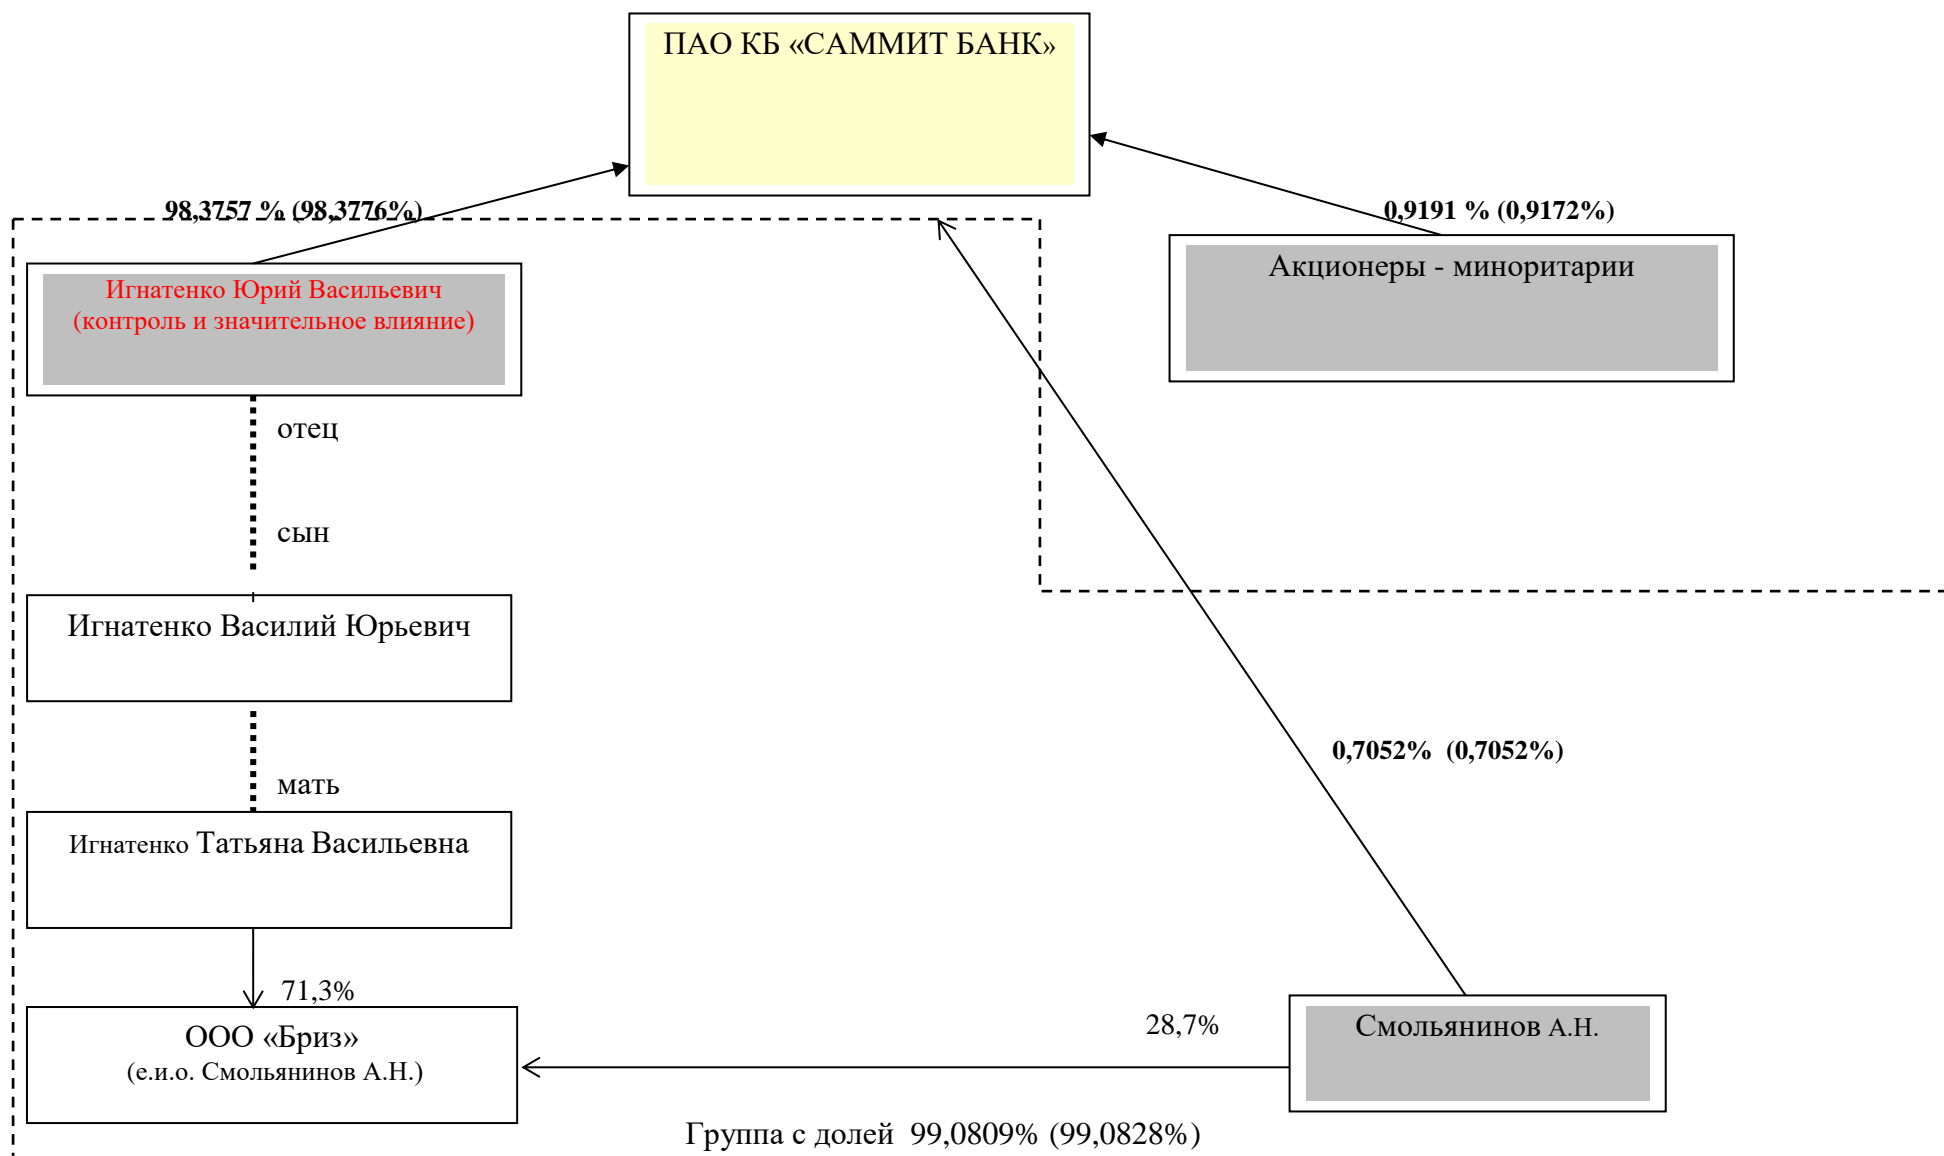 ПАО КБ «САММИТ БАНК»
98,3757 % (98,3776%)
0,9191 % (0,9172%)
Игнатенко Юрий Васильевич
(контроль и значительное влияние)
Акционеры - миноритарии
отец
сын
Игнатенко Василий Юрьевич
0,7052% (0,7052%)
мать
Игнатенко Татьяна Васильевна
71,3%
ООО «Бриз»
(е.и.о. Смольянинов А.Н.)
28,7%
Смольянинов А.Н.
Группа с долей 99,0809% (99,0828%)